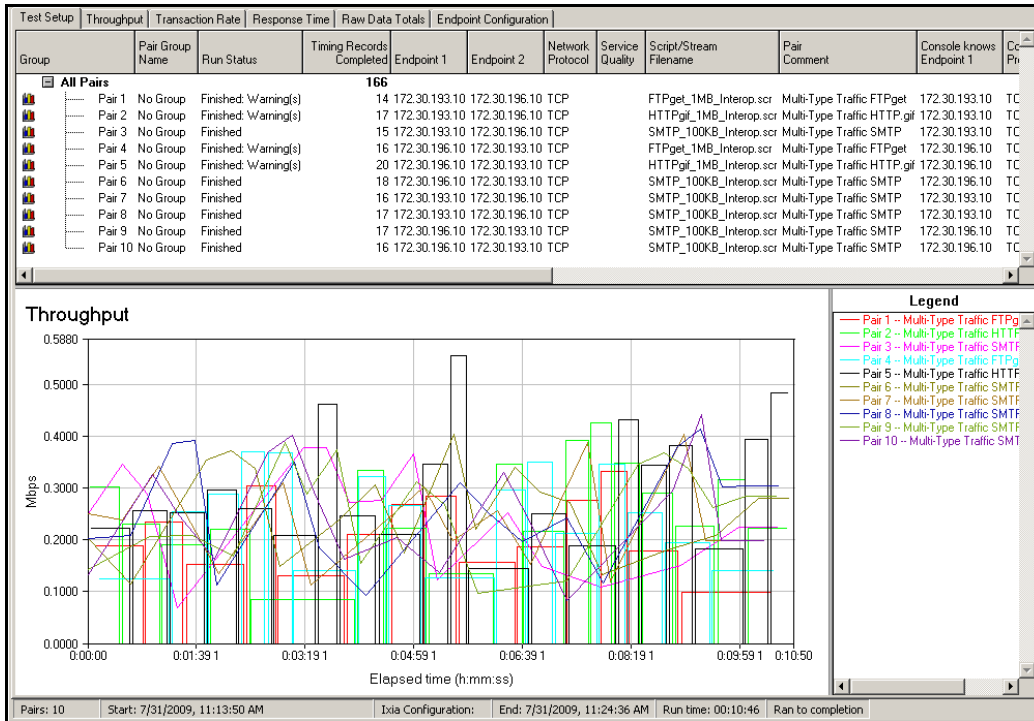 Test Setup Throughput Transaction Rate Response Time Raw Data Totals Endpoint Configuration
Group Pair Group Name Run Status Timing Records Completed Endpoint 1 Endpoint 2 Network Protocol Service Quality Script/Stream Filename Pair Comment Console knows Endpoint 1 Co Pr
All Pairs 166
Pair 1 No Group Finished: Warning(s) 14 172.30.193.10 172.30.196.10 TCP FTPget_1MB_Interop.scr Multi-Type Traffic FTPget 172.30.193.10 TC
Pair 2 No Group Finished: Warning(s) 17 172.30.193.10 172.30.196.10 TCP HTTPgif_1MB_Interop.scr Multi-Type Traffic HTTP.gif 172.30.193.10 TC
Pair 3 No Group Finished 15 172.30.193.10 172.30.196.10 TCP SMTP_100KB_Interop.scr Multi-Type Traffic SMTP 172.30.193.10 TC
Pair 4 No Group Finished: Warning(s) 16 172.30.196.10 172.30.193.10 TCP FTPget_1MB_Interop.scr Multi-Type Traffic FTPget 172.30.196.10 TC
Pair 5 No Group Finished: Warning(s) 20 172.30.196.10 172.30.193.10 TCP HTTPgif_1MB_Interop.scr Multi-Type Traffic HTTP.gif 172.30.196.10 TC
Pair 6 No Group Finished 18 172.30.196.10 172.30.193.10 TCP SMTP_100KB_Interop.scr Multi-Type Traffic SMTP 172.30.196.10 TC
Pair 7 No Group Finished 16 172.30.193.10 172.30.196.10 TCP SMTP_100KB_Interop.scr Multi-Type Traffic SMTP 172.30.193.10 TC
Pair 8 No Group Finished 17 172.30.193.10 172.30.196.10 TCP SMTP_100KB_Interop.scr Multi-Type Traffic SMTP 172.30.193.10 TC
Pair 9 No Group Finished 17 172.30.196.10 172.30.193.10 TCP SMTP_100KB_Interop.scr Multi-Type Traffic SMTP 172.30.196.10 TC
Pair 10 No Group Finished 16 172.30.196.10 172.30.193.10 TCP SMTP_100KB_Interop.scr Multi-Type Traffic SMTP 172.30.196.10 TC
Throughput
0.5880
0.5000
0.4000
0.3000
0.2000
0.1000
0.0000
Mbps
0:00:00 0:01:39 1 0:03:19 1 0:04:59 1 0:06:39 1 0:08:19 1 0:09:59 1 0:10:50
Elapsed time (h:mm:ss)
Legend
Pair 1 -- Multi-Type Traffic FTPg
Pair 2 -- Multi-Type Traffic HTTF
Pair 3 -- Multi-Type Traffic SMTF
Pair 4 -- Multi-Type Traffic FTPg
Pair 5 -- Multi-Type Traffic HTTF
Pair 6 -- Multi-Type Traffic SMTF
Pair 7 -- Multi-Type Traffic SMTF
Pair 8 -- Multi-Type Traffic SMTF
Pair 9 -- Multi-Type Traffic SMTF
Pair 10 -- Multi-Type Traffic SMT
Pairs: 10 Start: 7/31/2009, 11:13:50 AM Ixia Configuration: End: 7/31/2009, 11:24:36 AM Run time: 00:10:46 Ran to completion